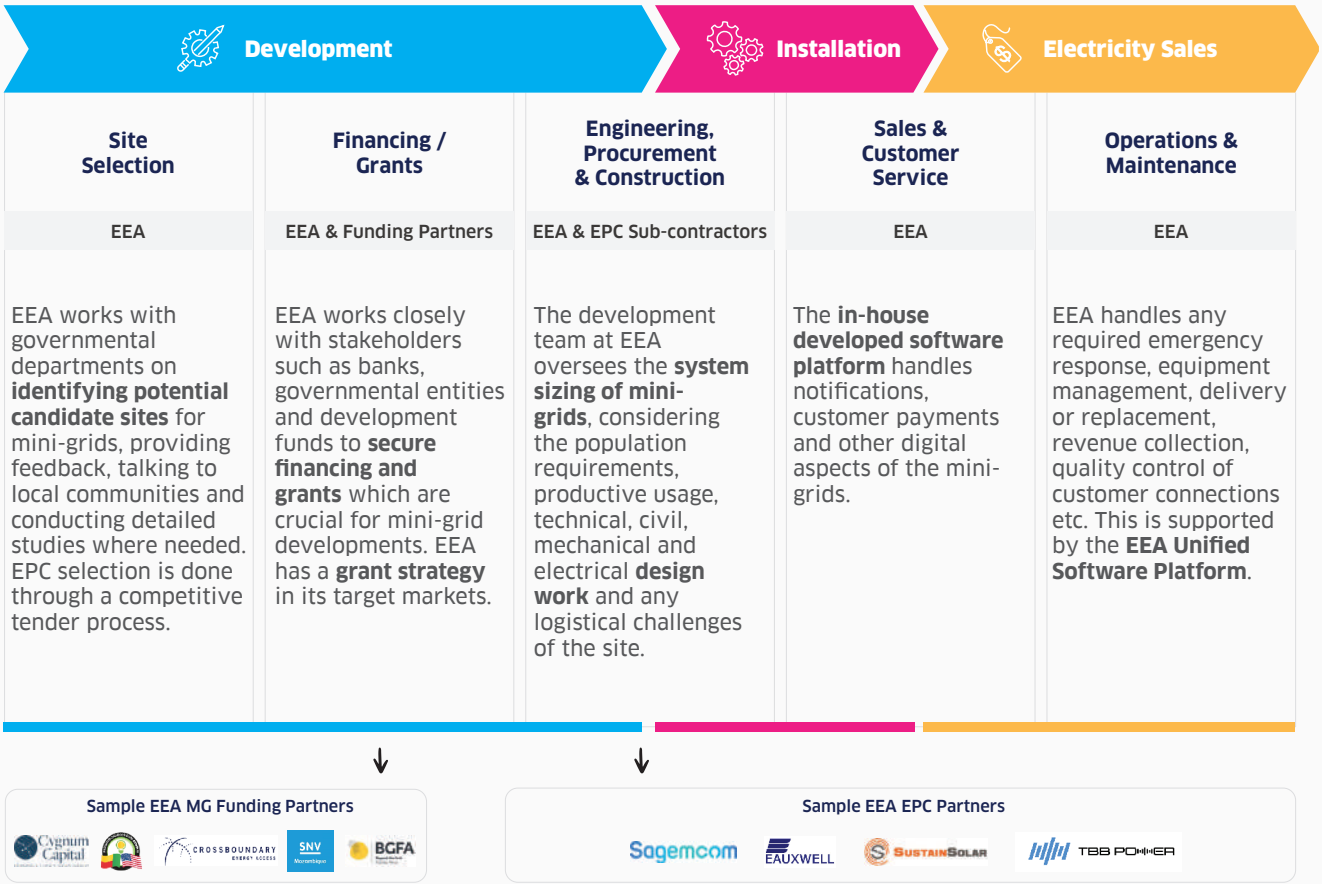 Development
Installation
Electricity Sales
Site
Selection
EEA
EEA works with
governmental
departments on
identifying potential
candidate sites for
mini-grids, providing
feedback, talking to
local communities and
conducting detailed
studies where needed.
EPC selection is done
through a competitive
tender process.
Financing /
Grants
EEA & Funding Partners
EEA works closely
with stakeholders
such as banks,
governmental entities
and development
funds to secure
financing and
grants which are
crucial for mini-grid
developments. EEA
has a grant strategy
in its target markets.
Engineering,
Procurement
& Construction
EEA & EPC Sub-contractors
The development
team at EEA
oversees the system
sizing of mini-
grids, considering
the population
requirements,
productive usage,
technical, civil,
mechanical and
electrical design
work and any
logistical challenges
of the site.
Sales &
Customer
Service
EEA
The in-house
developed software
platform handles
notifications,
customer payments
and other digital
aspects of the mini-
grids.
Operations &
Maintenance
EEA
EEA handles any
required emergency
response, equipment
management, delivery
or replacement,
revenue collection,
quality control of
customer connections
etc. This is supported
by the EEA Unified
Software Platform.
Sample EEA MG Funding Partners
Cygnum
Capital
CROSSBOUNDARY
ENERGY ACCESS
SNV
Mozambique
BGFA
Sample EEA EPC Partners
Sagemcom
EAUXWELL
SUSTAINSOLAR
TBB POWER